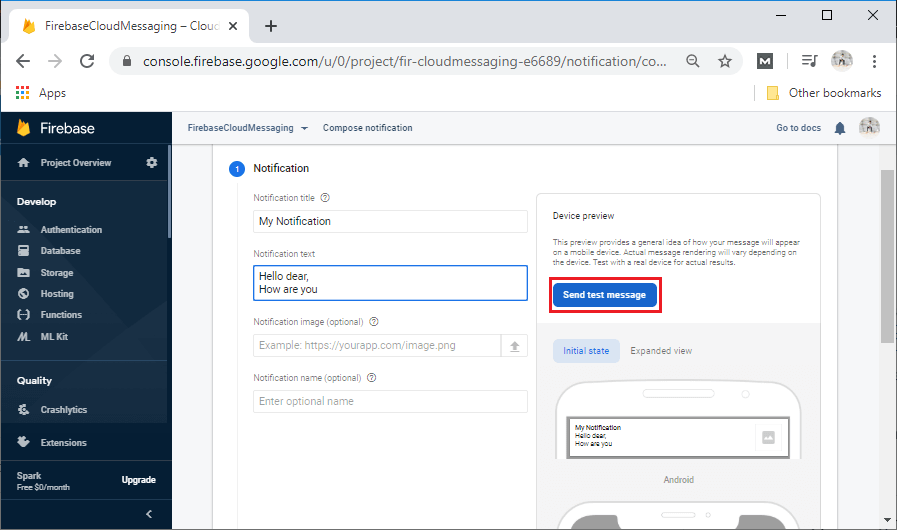 FirebaseCloudMessaging – Cloud
console.firebase.google.com/u/0/project/fir-cloudmessaging-e6689/notification/co...
M
Apps
Other bookmarks
Firebase
FirebaseCloudMessaging
Compose notification
Go to docs
Project Overview
Develop
Authentication
Database
Storage
Hosting
Functions
ML Kit
Quality
Crashlytics
Extensions
Spark
Free $0/month
Upgrade
1
Notification
Notification title
My Notification
Notification text
Hello dear,
How are you
Notification image (optional)
Example: https://yourapp.com/image.png
Notification name (optional)
Enter optional name
Device preview
This preview provides a general idea of how your message will appear
on a mobile device. Actual message rendering will vary depending on
the device. Test with a real device for actual results.
Send test message
Initial state
Expanded view
My Notification
Hello dear,
How are you
Android